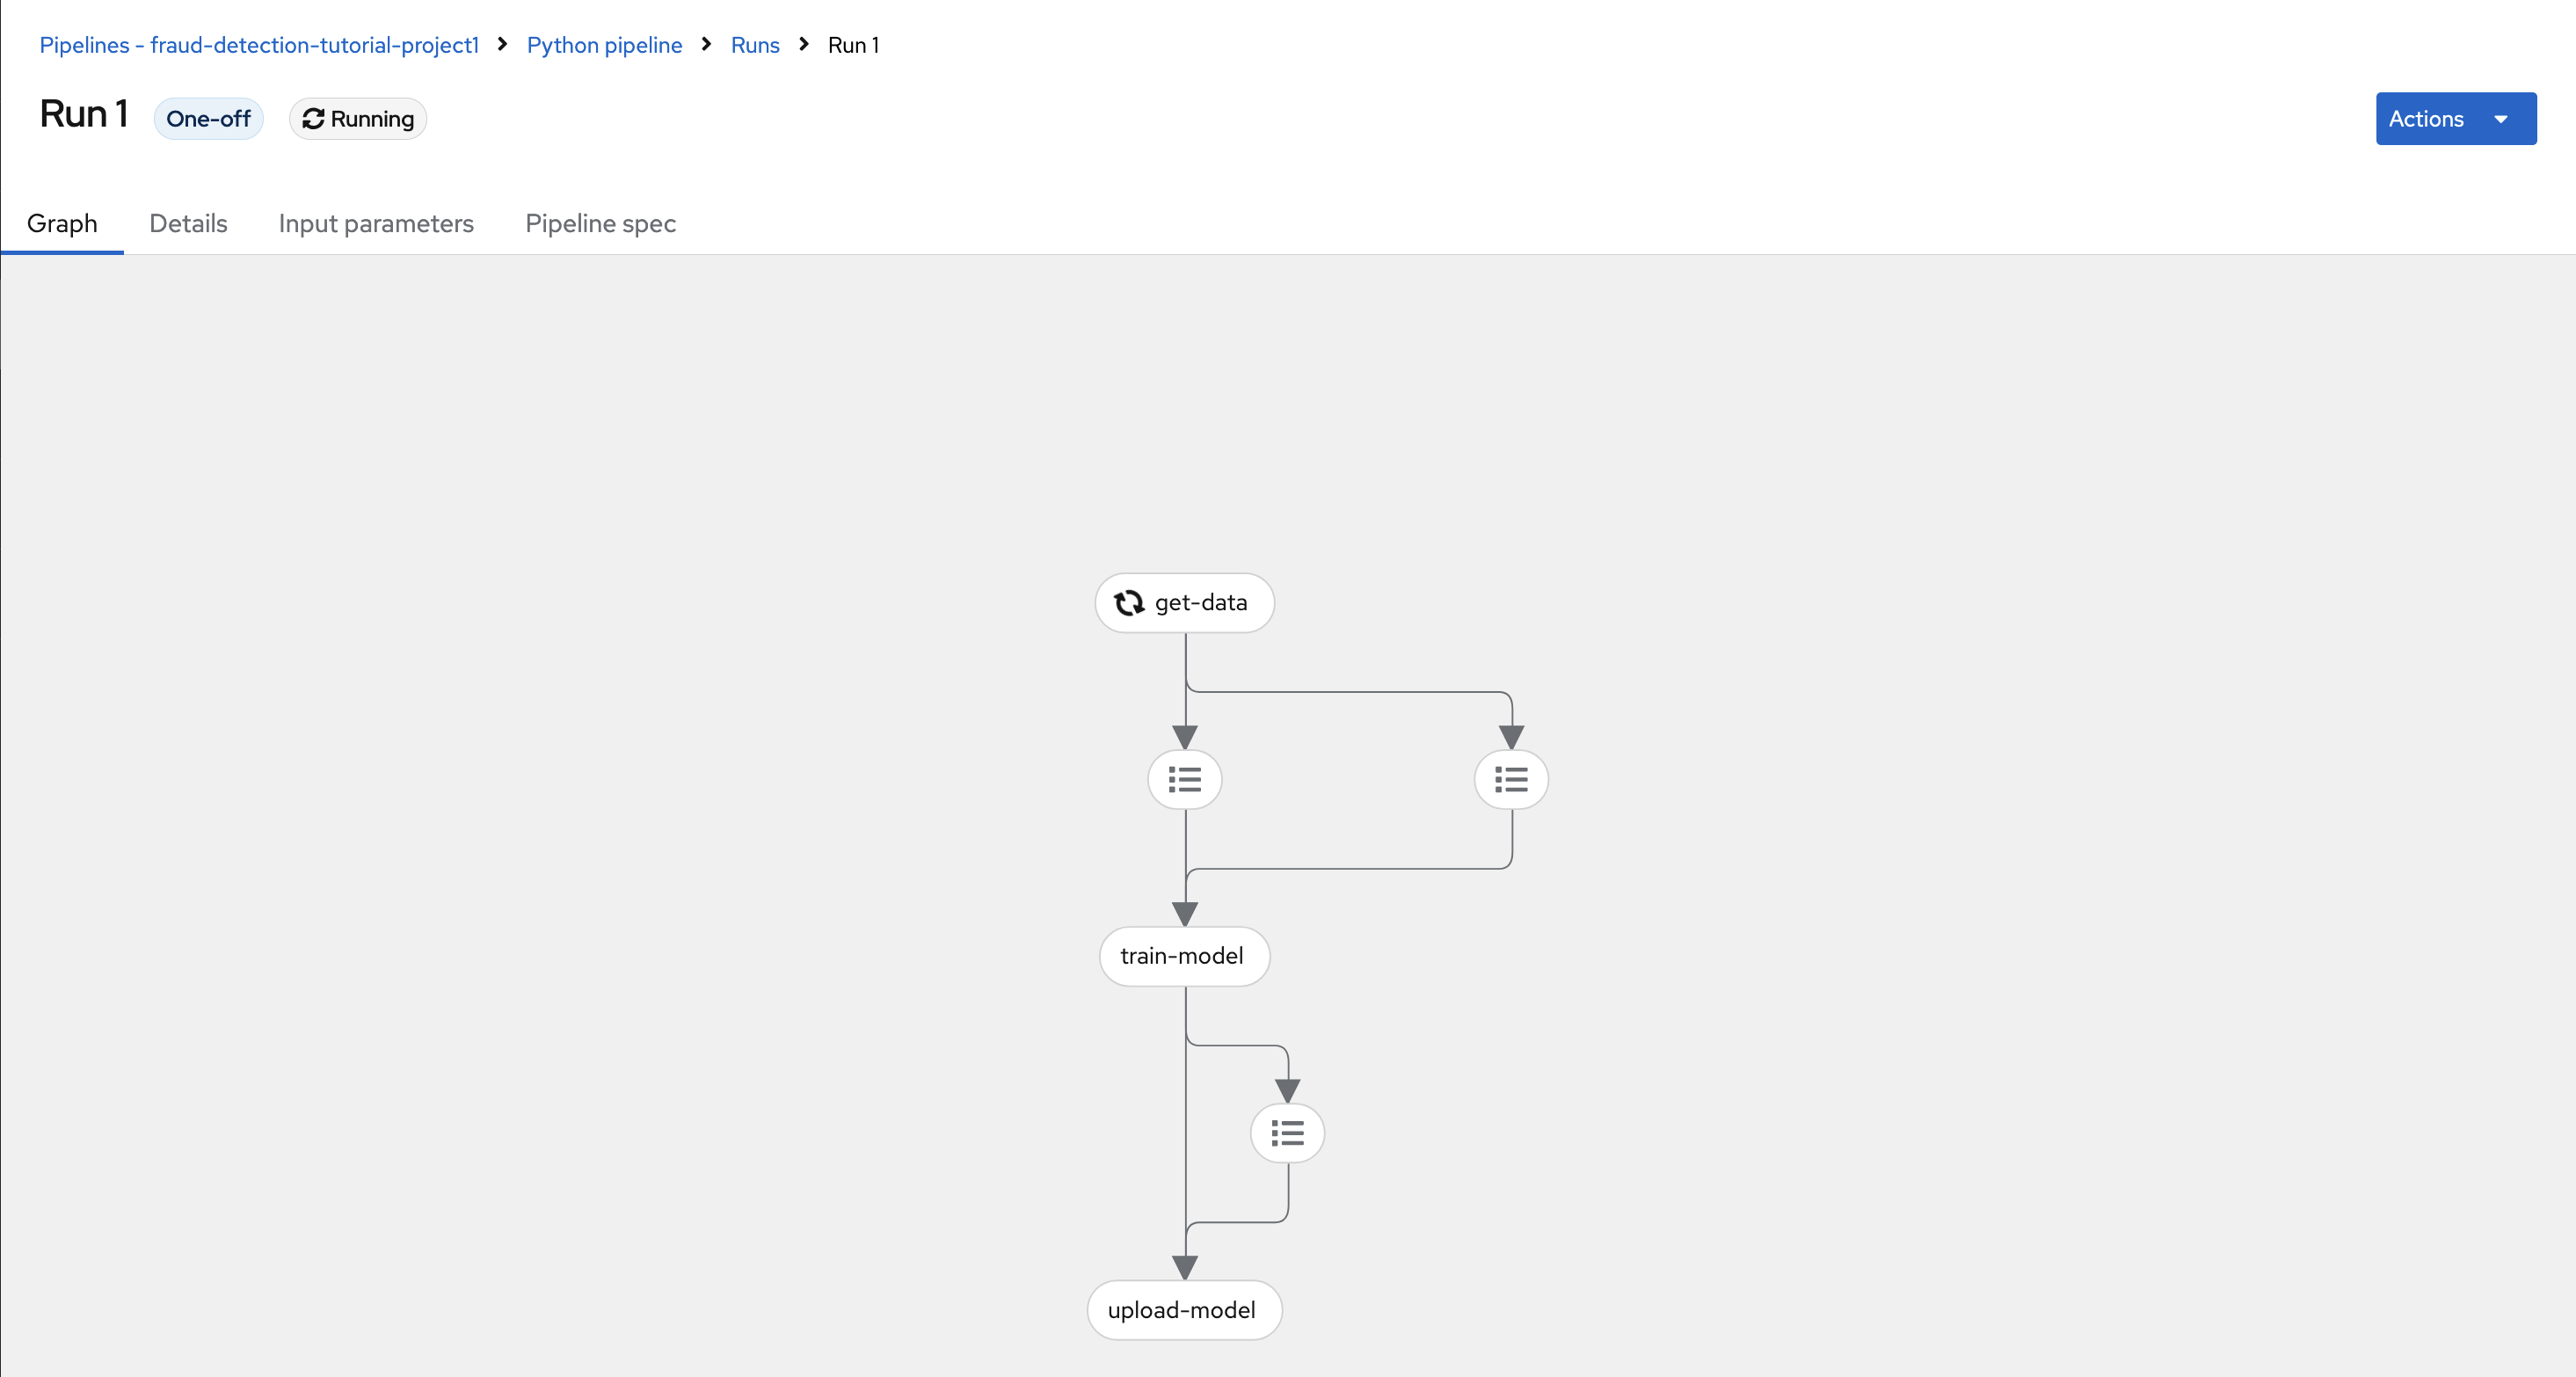 Pipelines - fraud-detection-tutorial-project1 Python pipeline Runs Run 1
Run 1 One-off Running
Actions
Graph Details Input parameters Pipeline spec
get-data
train-model
upload-model